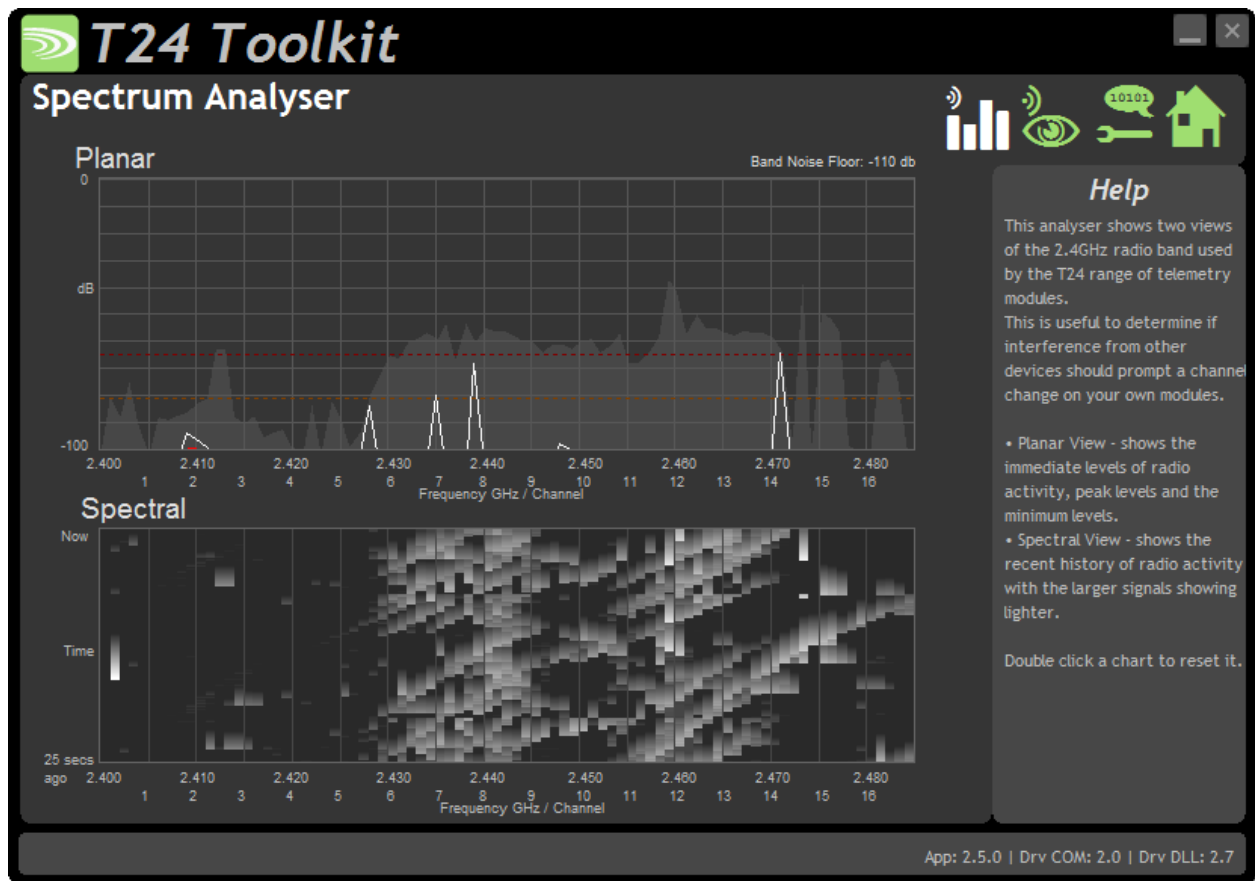 T24 Toolkit
Spectrum Analyser
10101
Planar
Band Noise Floor: -110 db
0
dB
-100
2.400 2.410 2.420 2.430 2.440 2.450 2.460 2.470 2.480
1 2 3 4 5 6 7 8 9 10 11 12 13 14 15 16
Frequency GHz / Channel
Spectral
Now
Time
25 secs
ago
2.400 2.410 2.420 2.430 2.440 2.450 2.460 2.470 2.480
1 2 3 4 5 6 7 8 9 10 11 12 13 14 15 16
Frequency GHz / Channel
Help
This analyser shows two views
of the 2.4GHz radio band used
by the T24 range of telemetry
modules.
This is useful to determine if
interference from other
devices should prompt a channel
change on your own modules.
• Planar View - shows the
immediate levels of radio
activity, peak levels and the
minimum levels.
• Spectral View - shows the
recent history of radio activity
with the larger signals showing
lighter.
Double click a chart to reset it.
App: 2.5.0 | Drv COM: 2.0 | Drv DLL: 2.7